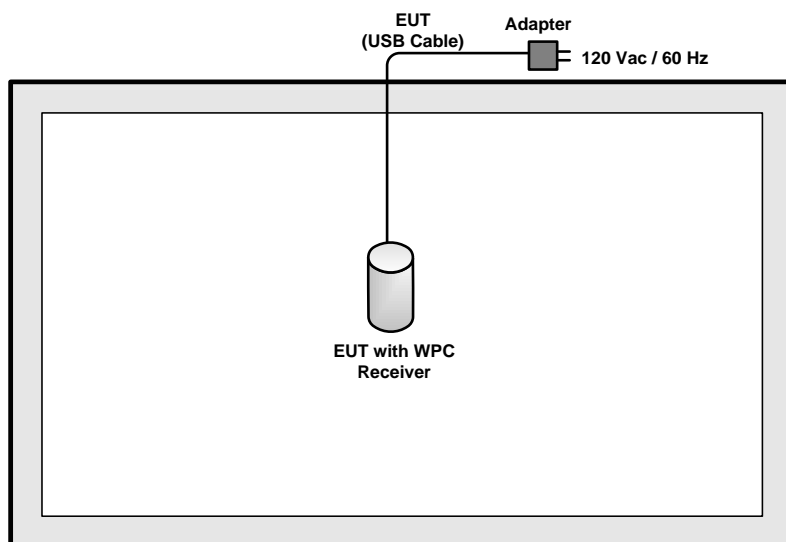 EUT
(USB Cable)
Adapter
120 Vac / 60 Hz
EUT with WPC
Receiver